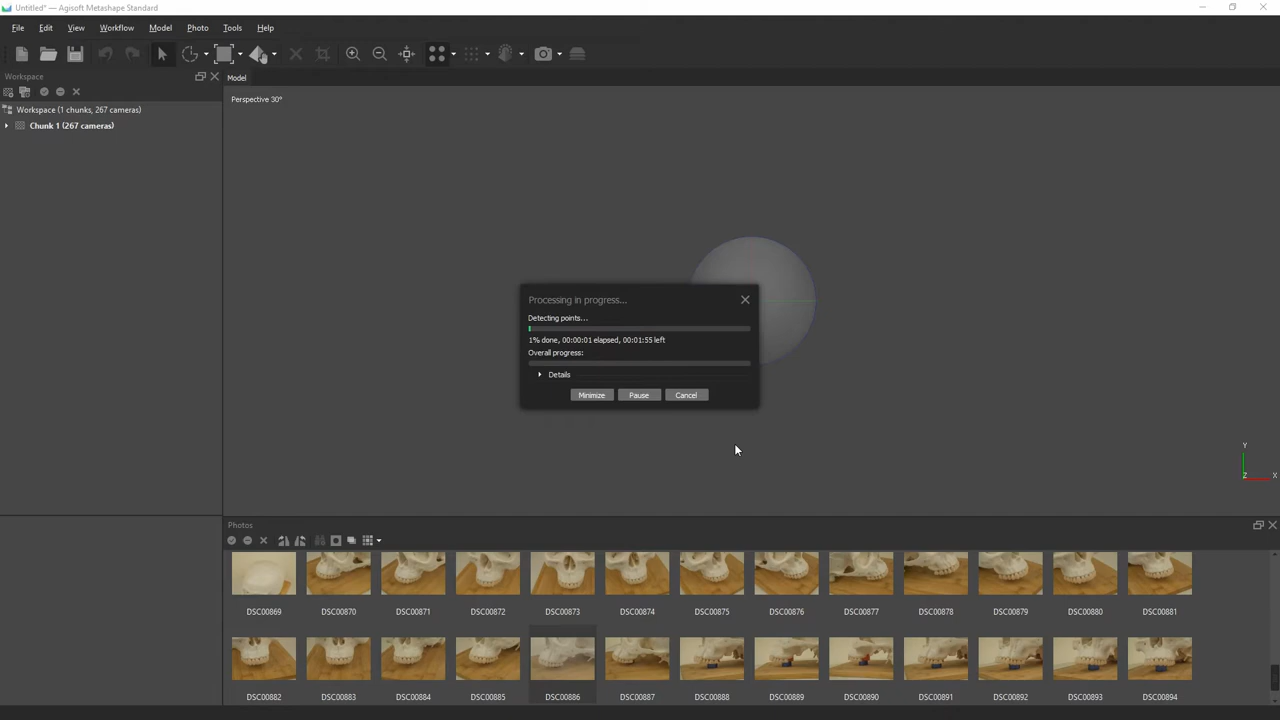 Untitled* — Agisoft Metashape Standard
File Edit View Workflow Model Photo Tools Help
Workspace
Model
Workspace (1 chunks, 267 cameras)
Chunk 1 (267 cameras)
Perspective 30°
Processing in progress...
Detecting points...
1% done, 00:00:01 elapsed, 00:01:55 left
Overall progress:
Details
Minimize Pause Cancel
Y
Z X
Photos
DSC00869 DSC00870 DSC00871 DSC00872 DSC00873 DSC00874 DSC00875 DSC00876 DSC00877 DSC00878 DSC00879 DSC00880 DSC00881
DSC00882 DSC00883 DSC00884 DSC00885 DSC00886 DSC00887 DSC00888 DSC00889 DSC00890 DSC00891 DSC00892 DSC00893 DSC00894